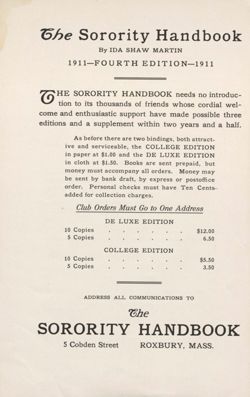 The Sorority Handbook
By IDA SHAW MARTIN
1911—FOURTH EDITION—1911
THE SORORITY HANDBOOK needs no introduc-
tion to its thousands of friends whose cordial wel-
come and enthusiastic support have made possible three
editions and a supplement within two years and a half.
As before there are two bindings, both attract-
ive and serviceable, the COLLEGE EDITION
in paper at $1.00 and the DE LUXE EDITION
in cloth at $1.50. Books are sent prepaid, but
money must accompany all orders. Money may
be sent by bank draft, by express or postoffice
order. Personal checks must have Ten Cents
added for collection charges.
Club Orders Must Go to One Address
DE LUXE EDITION
10 Copies . . . . . . $12.00
5 Copies . . . . . . 6.50
COLLEGE EDITION
10 Copies . . . . . . $5.50
5 Copies . . . . . . 3.50
ADDRESS ALL COMMUNICATIONS TO
The
SORORITY HANDBOOK
5 Cobden Street ROXBURY, MASS.